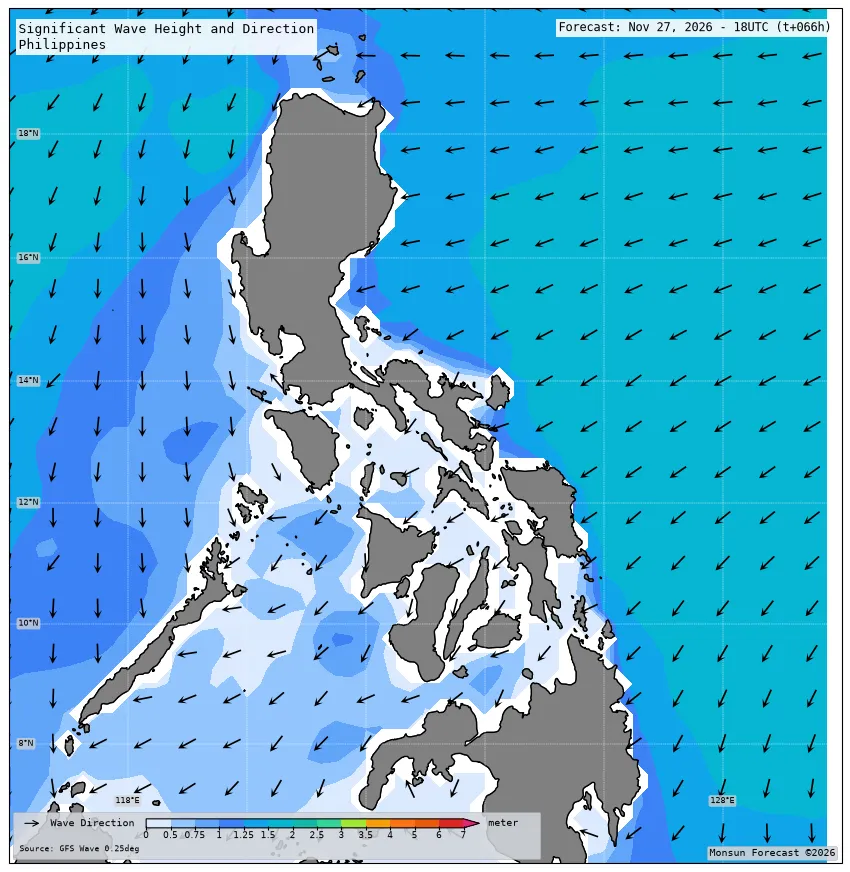 Significant Wave Height and Direction
Philippines
Forecast: Nov 27, 2026 - 18UTC (t+066h)
18°N
16°N
14°N
12°N
10°N
8°N
118°E
128°E
Wave Direction
meter
0 0.5 0.75 1 1.25 1.5 2 2.5 3 3.5 4 5 6 7
Source: GFS Wave 0.25deg
Monsun Forecast ©2026